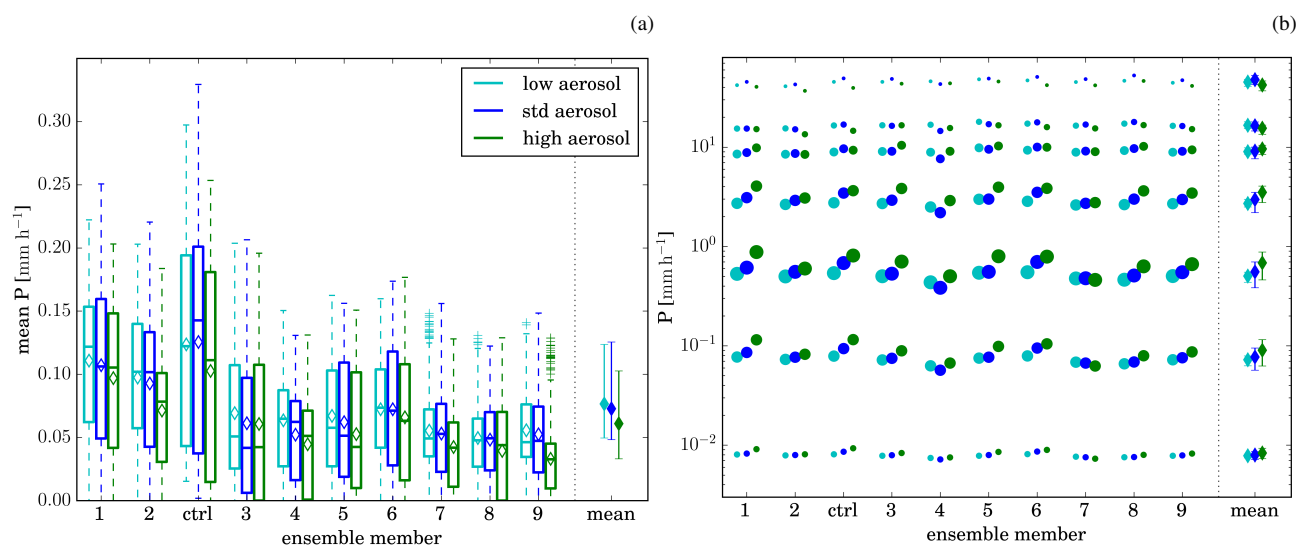 (a)
(b)
low aerosol
std aerosol
high aerosol
mean P [mm h⁻¹]
0.30
0.25
0.20
0.15
0.10
0.05
0.00
1 2 ctrl 3 4 5 6 7 8 9 mean
ensemble member
P [mm h⁻¹]
10¹
10⁰
10⁻¹
10⁻²
1 2 ctrl 3 4 5 6 7 8 9 mean
ensemble member